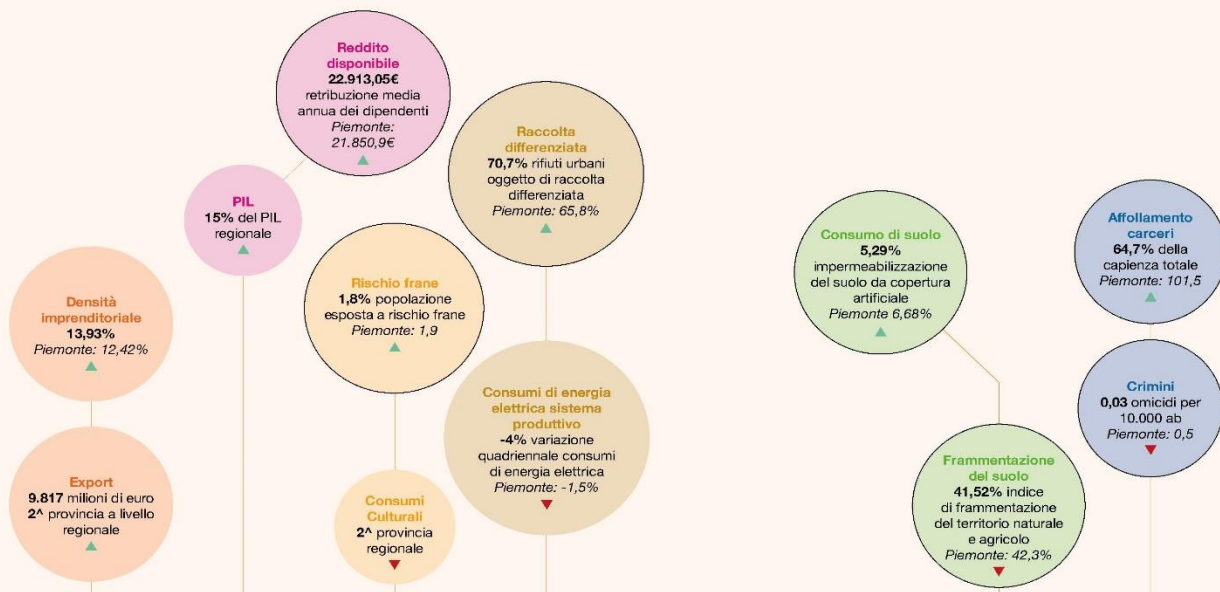 Reddito
disponibile
22.913,05€
retribuzione media
annua dei dipendenti
Piemonte:
21.850,9€
PIL
15% del PIL
regionale
Densità
imprenditoriale
13,93%
Piemonte: 12,42%
Export
9.817 milioni di euro
2^ provincia a livello
regionale
Raccolta
differenziata
70,7% rifiuti urbani
oggetto di raccolta
differenziata
Piemonte: 65,8%
Rischio frane
1,8% popolazione
esposta a rischio frane
Piemonte: 1,9
Consumi
Culturali
2^ provincia
regionale
Consumi di energia
elettrica sistema
produttivo
-4% variazione
quadriennale consumi
di energia elettrica
Piemonte: -1,5%
Consumo di suolo
5,29%
impermeabilizzazione
del suolo da copertura
artificiale
Piemonte 6,68%
Frammentazione
del suolo
41,52% indice
di frammentazione
del territorio naturale
e agricolo
Piemonte: 42,3%
Affollamento
carceri
64,7% della
capienza totale
Piemonte: 101,5
Crimini
0,03 omicidi per
10.000 ab
Piemonte: 0,5